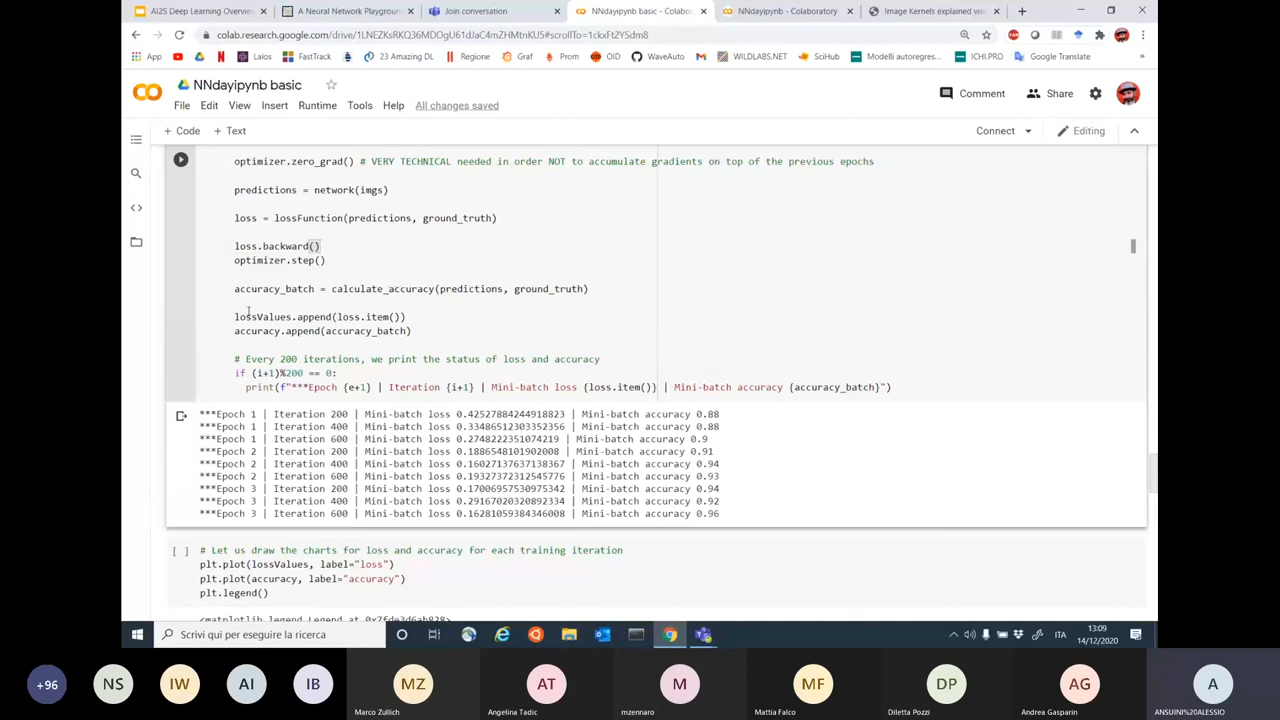 AI2S Deep Learning Overview
A Neural Network Playground
Join conversation
NNdayipynb basic - Colabor
NNdayipynb - Colaboratory
Image Kernels explained visu
colab.research.google.com/drive/1LNEZKsRKQ36MDOgU61dJaC4mZHMtnKU5#scrollTo=1ckxFt2YSdm8
App
Laios
FastTrack
23 Amazing DL
Regione
Graf
Prom
OID
WaveAuto
WILDLABS.NET
SciHub
Modelli autoregres...
ICHI.PRO
Google Translate
NNdayipynb basic
File Edit View Insert Runtime Tools Help All changes saved
Comment
Share
+ Code + Text
Connect
Editing
optimizer.zero_grad() # VERY TECHNICAL needed in order NOT to accumulate gradients on top of the previous epochs
predictions = network(imgs)
loss = lossFunction(predictions, ground_truth)
loss.backward()
optimizer.step()
accuracy_batch = calculate_accuracy(predictions, ground_truth)
lossValues.append(loss.item())
accuracy.append(accuracy_batch)
# Every 200 iterations, we print the status of loss and accuracy
if (i+1)%200 == 0:
print(f"***Epoch {e+1} | Iteration {i+1} | Mini-batch loss {loss.item()} | Mini-batch accuracy {accuracy_batch}")
***Epoch 1 | Iteration 200 | Mini-batch loss 0.42527884244918823 | Mini-batch accuracy 0.88
***Epoch 1 | Iteration 400 | Mini-batch loss 0.33486512303352356 | Mini-batch accuracy 0.88
***Epoch 1 | Iteration 600 | Mini-batch loss 0.2748222351074219 | Mini-batch accuracy 0.9
***Epoch 2 | Iteration 200 | Mini-batch loss 0.1886548101902008 | Mini-batch accuracy 0.91
***Epoch 2 | Iteration 400 | Mini-batch loss 0.16027137637138367 | Mini-batch accuracy 0.94
***Epoch 2 | Iteration 600 | Mini-batch loss 0.19327372312545776 | Mini-batch accuracy 0.93
***Epoch 3 | Iteration 200 | Mini-batch loss 0.17006957530975342 | Mini-batch accuracy 0.94
***Epoch 3 | Iteration 400 | Mini-batch loss 0.29167020320892334 | Mini-batch accuracy 0.92
***Epoch 3 | Iteration 600 | Mini-batch loss 0.16281059384346008 | Mini-batch accuracy 0.96
[ ] # Let us draw the charts for loss and accuracy for each training iteration
plt.plot(lossValues, label="loss")
plt.plot(accuracy, label="accuracy")
plt.legend()
<matplotlib.legend.Legend at 0x7fde3d6ab828>
Scrivi qui per eseguire la ricerca
ITA
13:09
14/12/2020
+96
NS
IW
AI
IB
MZ
Marco Zullich
AT
Angelina Tadic
M
mzennaro
MF
Mattia Falco
DP
Diletta Pozzi
AG
Andrea Gasparin
A
ANSUINI%20ALESSIO